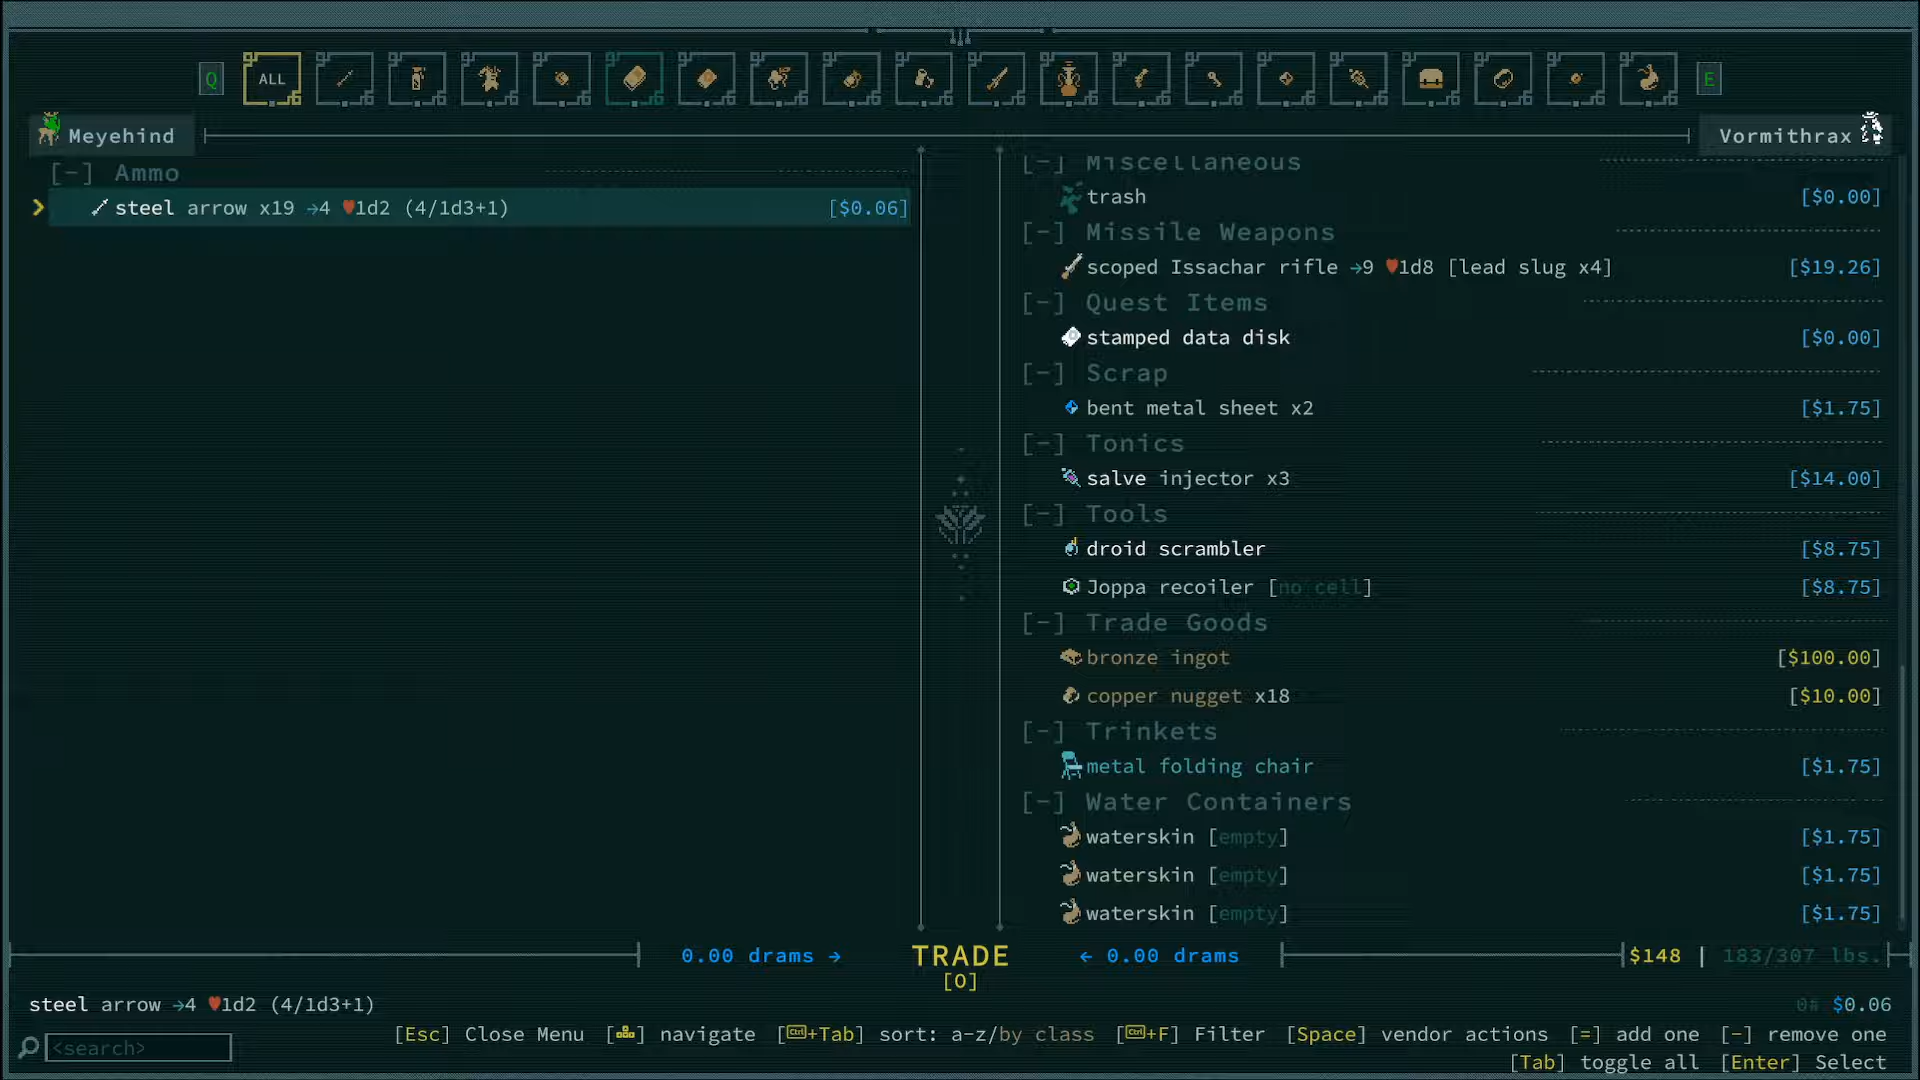 Q ALL E
Meyehind
Vormithrax
[-] Ammo
steel arrow x19 →4 ♥1d2 (4/1d3+1) [$0.06]
[-] Miscellaneous
trash [$0.00]
[-] Missile Weapons
scoped Issachar rifle →9 ♥1d8 [lead slug x4] [$19.26]
[-] Quest Items
stamped data disk [$0.00]
[-] Scrap
bent metal sheet x2 [$1.75]
[-] Tonics
salve injector x3 [$14.00]
[-] Tools
droid scrambler [$8.75]
Joppa recoiler [no cell] [$8.75]
[-] Trade Goods
bronze ingot [$100.00]
copper nugget x18 [$10.00]
[-] Trinkets
metal folding chair [$1.75]
[-] Water Containers
waterskin [empty] [$1.75]
waterskin [empty] [$1.75]
waterskin [empty] [$1.75]
0.00 drams → TRADE ← 0.00 drams $148 | 183/307 lbs.
[O]
steel arrow →4 ♥1d2 (4/1d3+1) 0# $0.06
[Esc] Close Menu navigate [Ctrl+Tab] sort: a-z/by class [Ctrl+F] Filter [Space] vendor actions [=] add one [-] remove one
<search>
[Tab] toggle all [Enter] Select